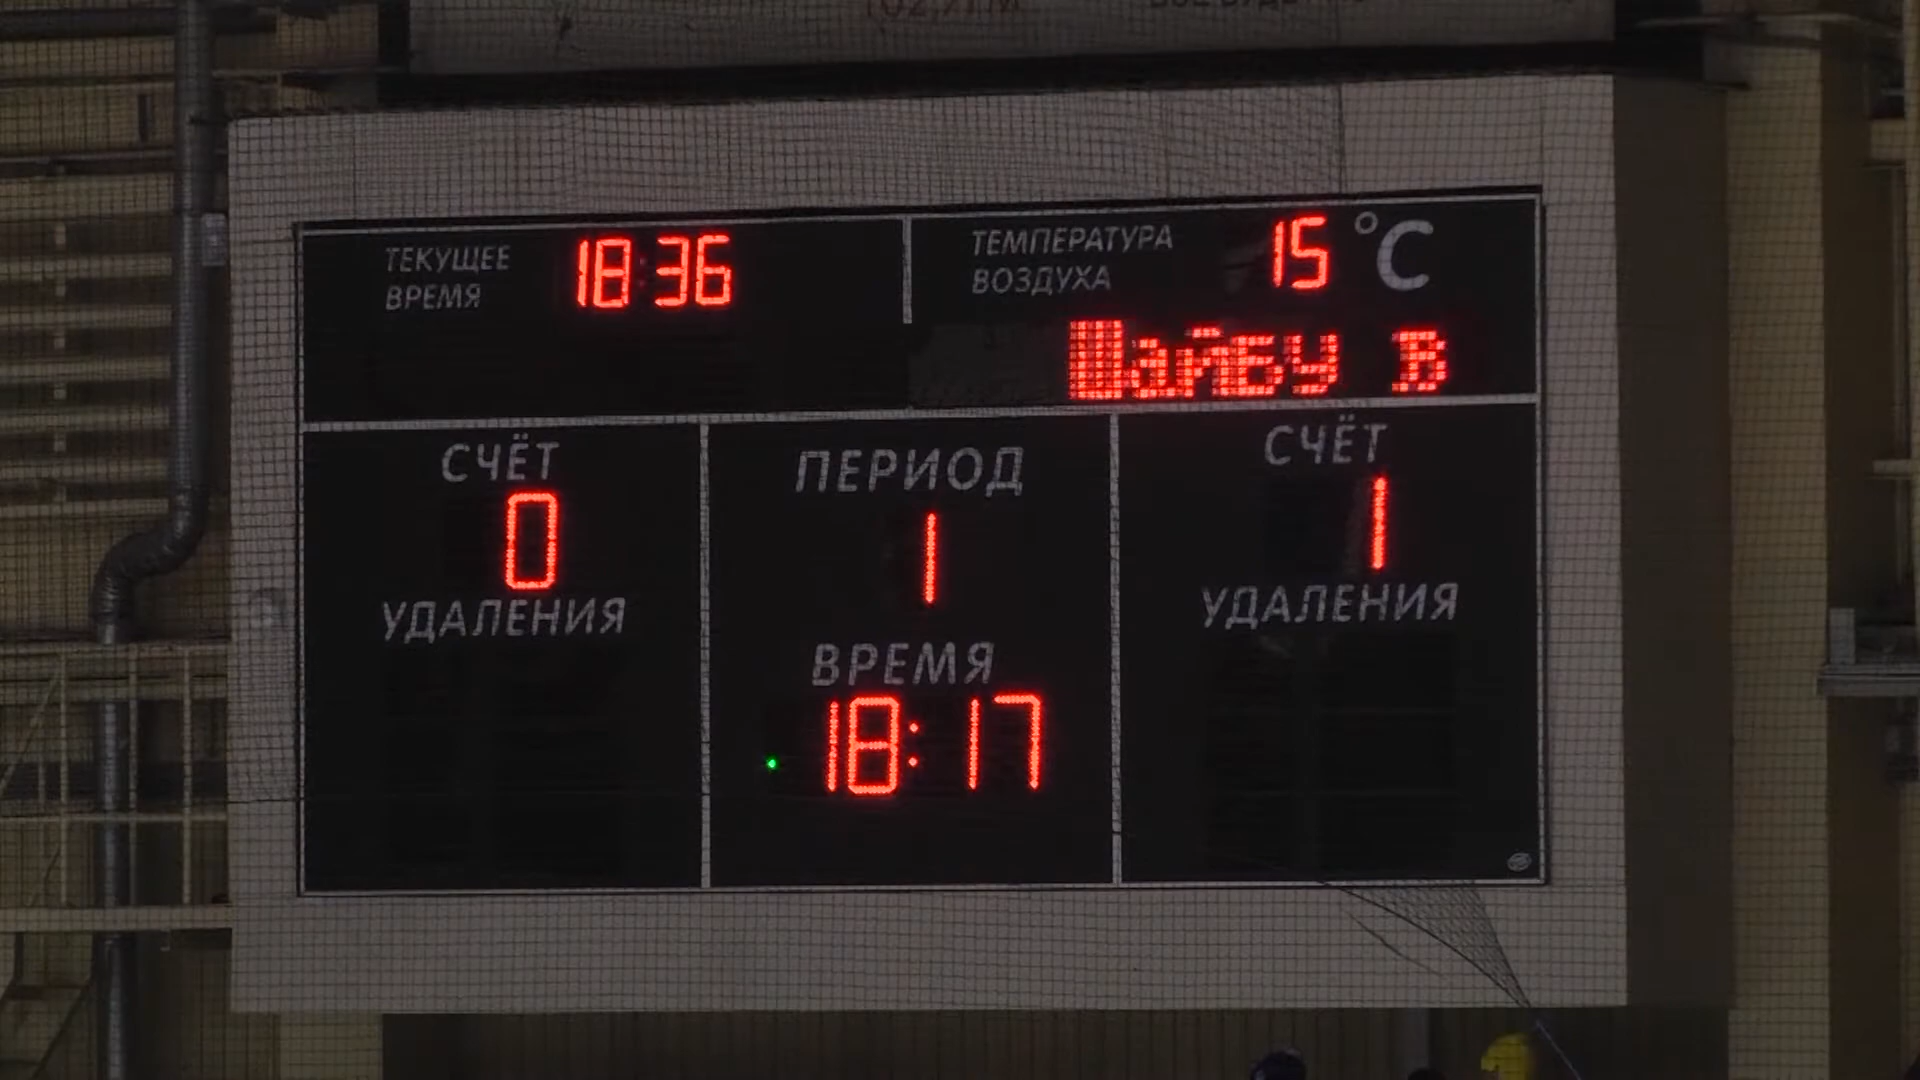 ТЕКУЩЕЕ
ВРЕМЯ
18:36
ТЕМПЕРАТУРА
ВОЗДУХА
15 °C
Шайбу в
СЧЁТ
0
УДАЛЕНИЯ
ПЕРИОД
1
ВРЕМЯ
18:17
СЧЁТ
1
УДАЛЕНИЯ